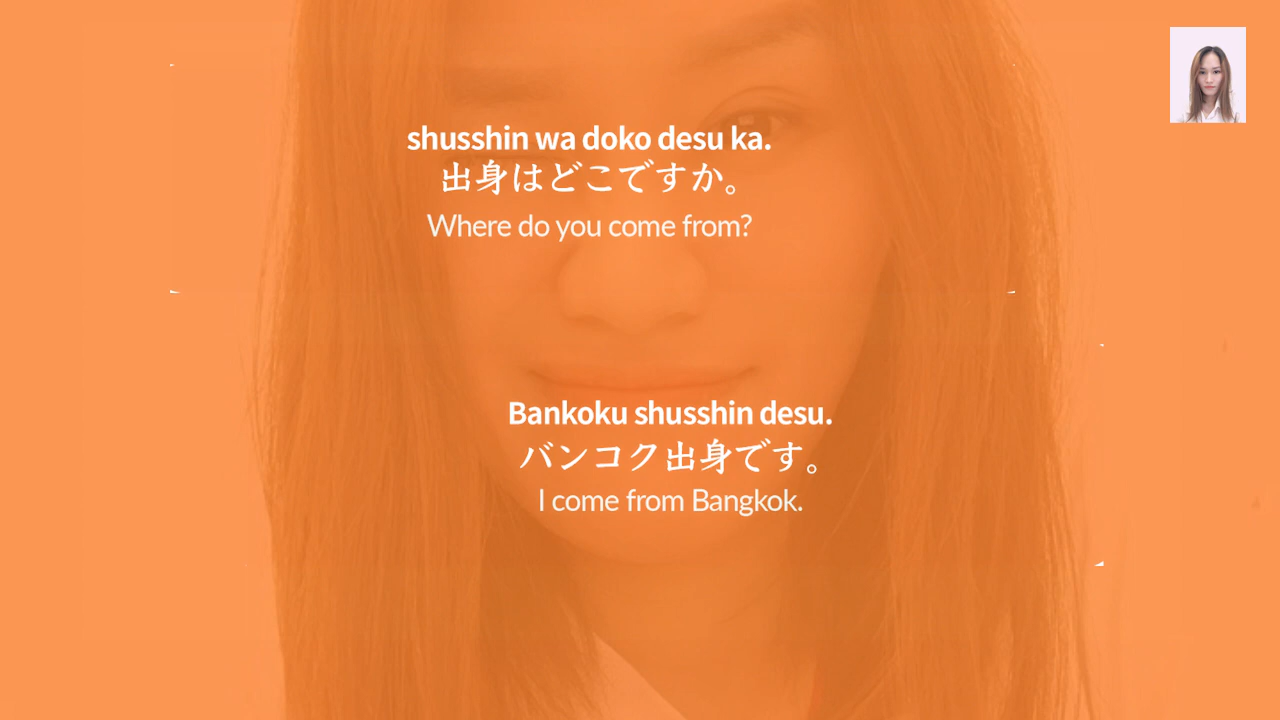 shusshin wa doko desu ka.
出身はどこですか。
Where do you come from?
Bankoku shusshin desu.
バンコク出身です。
I come from Bangkok.